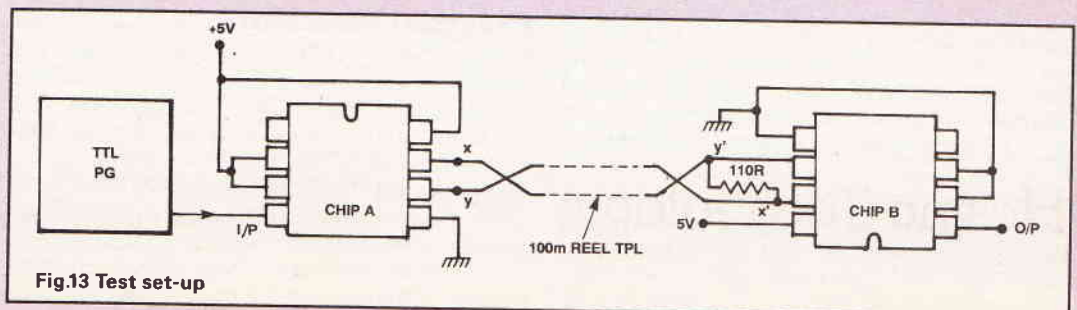 +5V
TTL
PG
I/P
CHIP A
x
y
100m REEL TPL
y'
110R
x'
5V
CHIP B
O/P
Fig.13 Test set-up